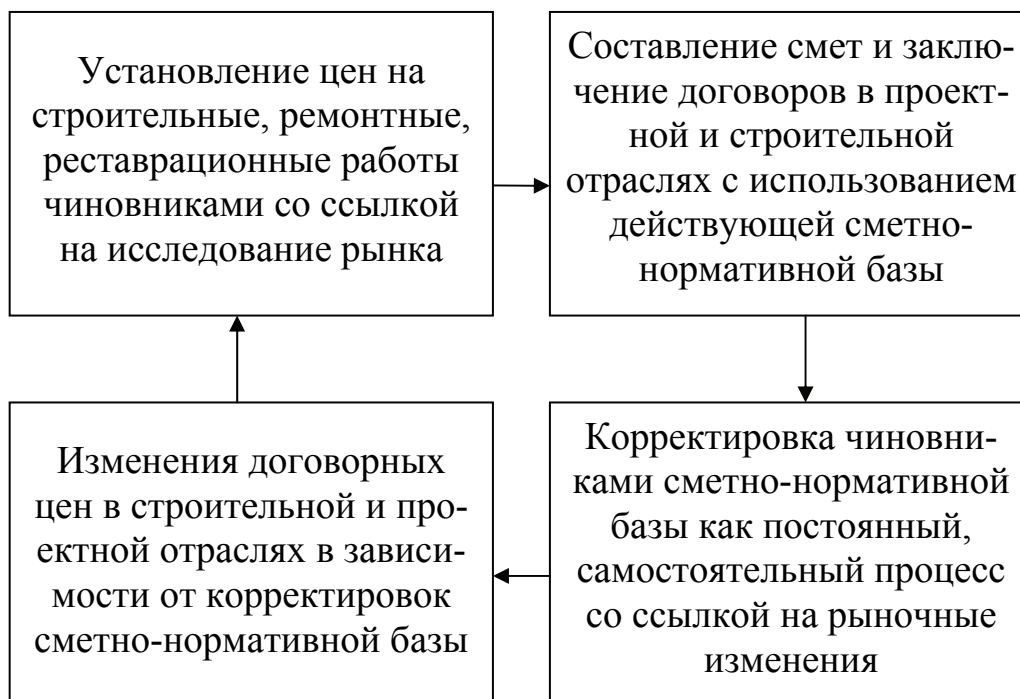 Установление цен на
строительные, ремонтные,
реставрационные работы
чиновниками со ссылкой
на исследование рынка
Составление смет и заклю-
чение договоров в проект-
ной и строительной
отраслях с использованием
действующей сметно-
нормативной базы
Изменения договорных
цен в строительной и про-
ектной отраслях в зависи-
мости от корректировок
сметно-нормативной базы
Корректировка чиновни-
ками сметно-нормативной
базы как постоянный,
самостоятельный процесс
со ссылкой на рыночные
изменения